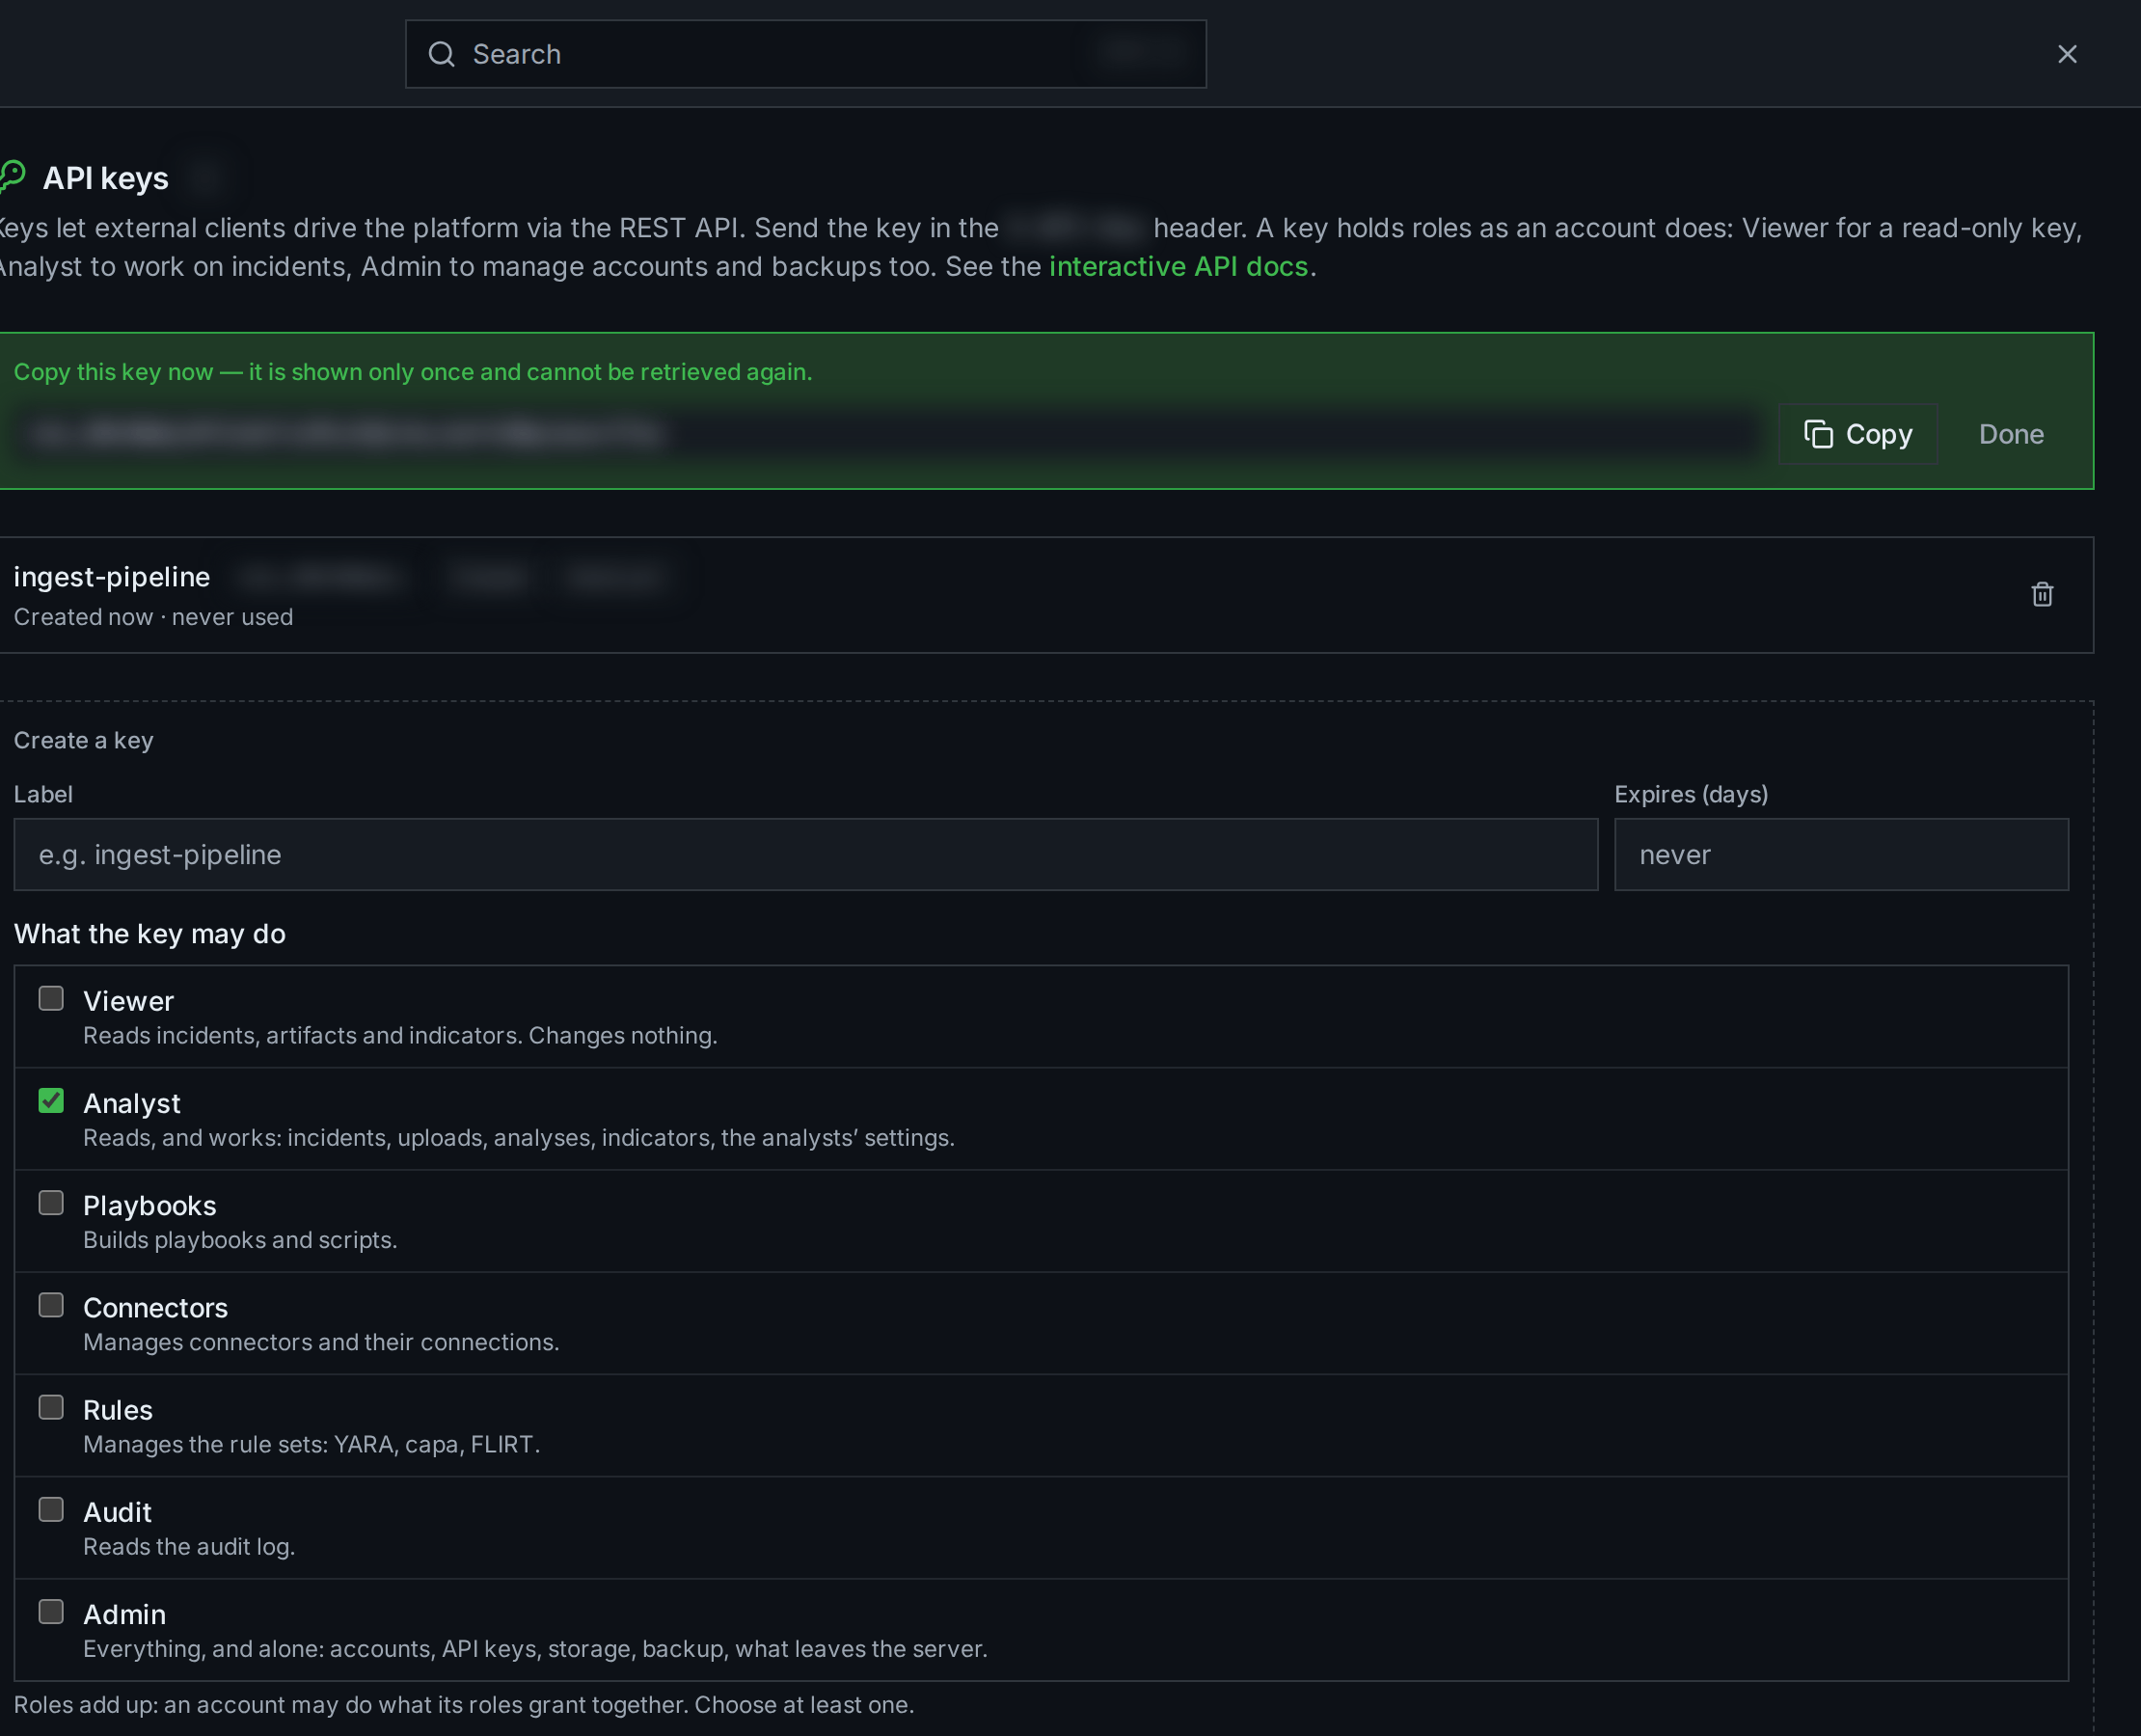 Search
API keys
Keys let external clients drive the platform via the REST API. Send the key in the header. A key holds roles as an account does: Viewer for a read-only key,
Analyst to work on incidents, Admin to manage accounts and backups too. See the interactive API docs.
Copy this key now — it is shown only once and cannot be retrieved again.
Copy Done
ingest-pipeline
Created now · never used
Create a key
Label Expires (days)
e.g. ingest-pipeline never
What the key may do
Viewer
Reads incidents, artifacts and indicators. Changes nothing.
Analyst
Reads, and works: incidents, uploads, analyses, indicators, the analysts’ settings.
Playbooks
Builds playbooks and scripts.
Connectors
Manages connectors and their connections.
Rules
Manages the rule sets: YARA, capa, FLIRT.
Audit
Reads the audit log.
Admin
Everything, and alone: accounts, API keys, storage, backup, what leaves the server.
Roles add up: an account may do what its roles grant together. Choose at least one.